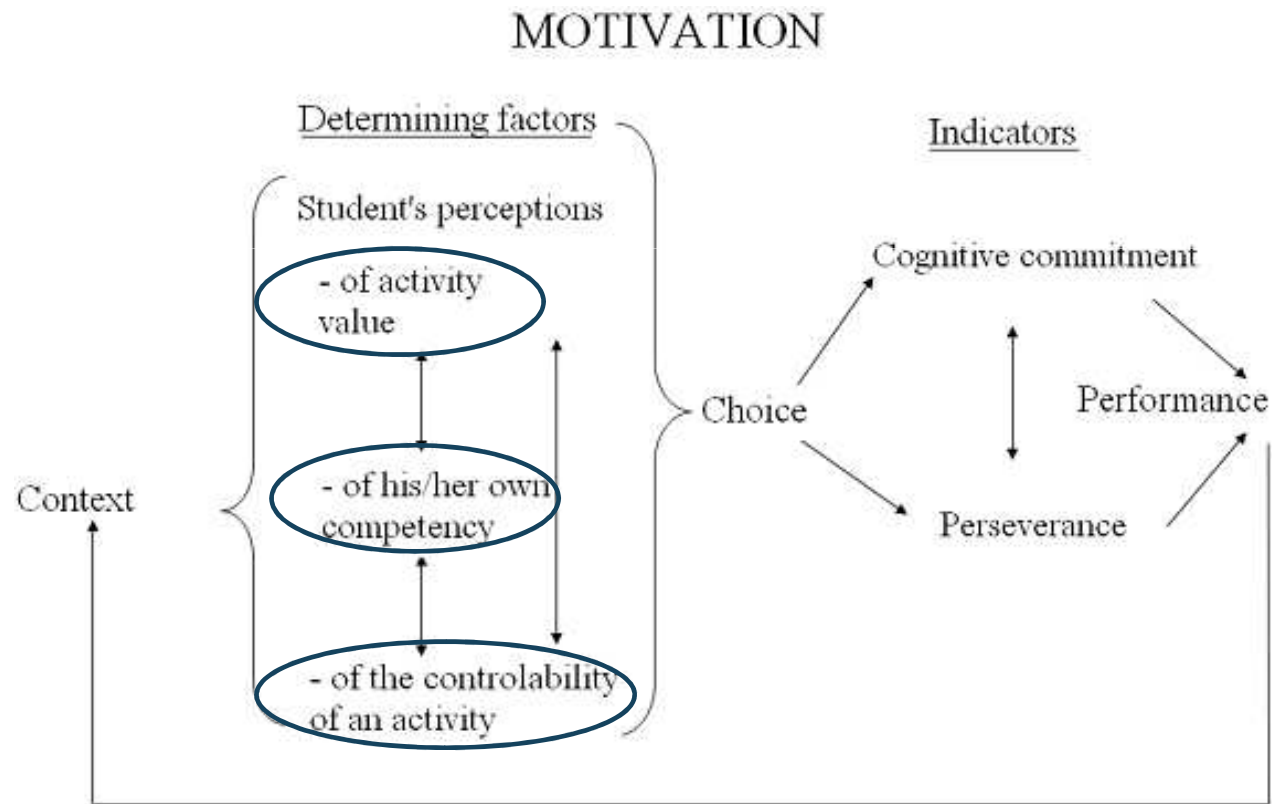 MOTIVATION
Determining factors
Indicators
Student's perceptions
- of activity
value
Cognitive commitment
Choice
Performance
Context
- of his/her own
competency
Perseverance
- of the controlability
of an activity